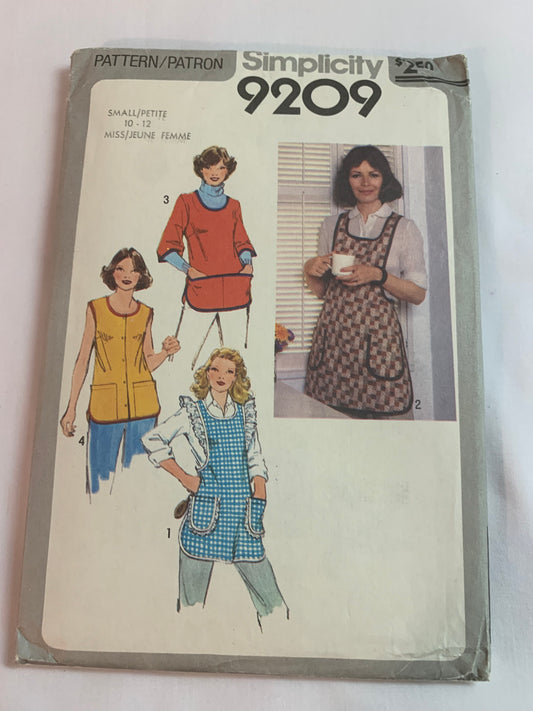 PATTERN/PATRON
Simplicity
$2.50
9209
SMALL/PETITE
10 - 12
MISS/JEUNE FEMME
3
2
4
1